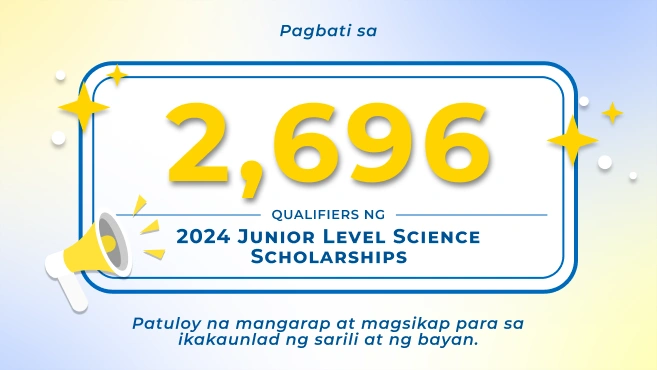 Pagbati sa
2,696
QUALIFIERS NG
2024 JUNIOR LEVEL SCIENCE
SCHOLARSHIPS
Patuloy na mangarap at magsikap para sa
ikakaunlad ng sarili at ng bayan.